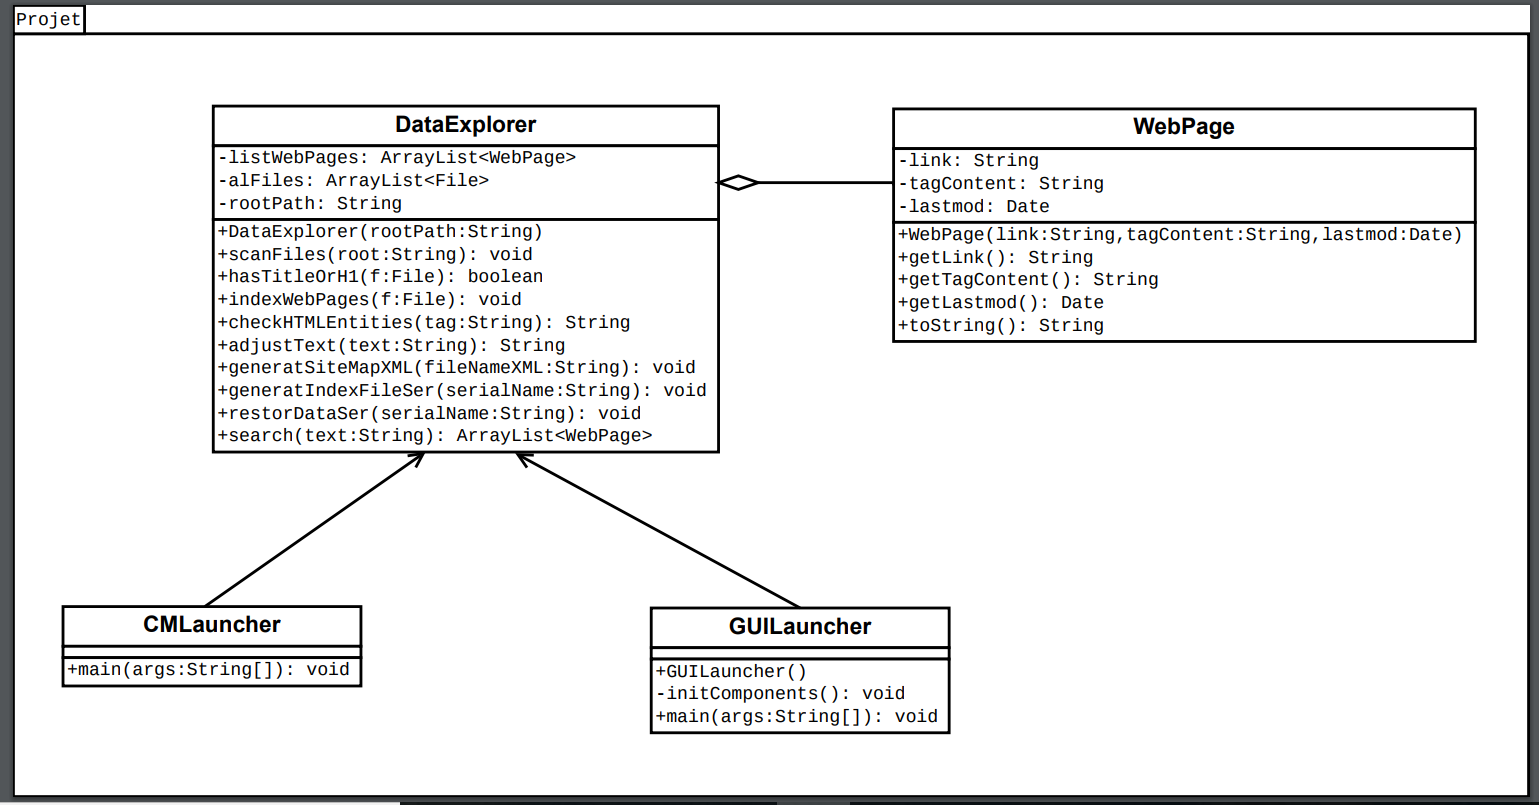 Projet
DataExplorer
-listWebPages: ArrayList<WebPage>
-alFiles: ArrayList<File>
-rootPath: String
+DataExplorer(rootPath:String)
+scanFiles(root:String): void
+hasTitleOrH1(f:File): boolean
+indexWebPages(f:File): void
+checkHTMLEntities(tag:String): String
+adjustText(text:String): String
+generatSiteMapXML(fileNameXML:String): void
+generatIndexFileSer(serialName:String): void
+restorDataSer(serialName:String): void
+search(text:String): ArrayList<WebPage>
WebPage
-link: String
-tagContent: String
-lastmod: Date
+WebPage(link:String,tagContent:String,lastmod:Date)
+getLink(): String
+getTagContent(): String
+getLastmod(): Date
+toString(): String
CMLauncher
+main(args:String[]): void
GUILauncher
+GUILauncher()
-initComponents(): void
+main(args:String[]): void